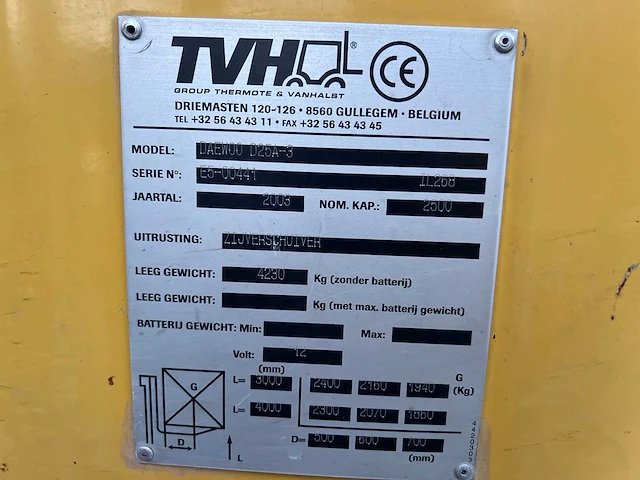 TVH ®
CE
GROUP THERMOTE & VANHALST
DRIEMASTEN 120-126 • 8560 GULLEGEM • BELGIUM
TEL +32 56 43 43 11 • FAX +32 56 43 43 45
MODEL: DAEWOO D25A-3
SERIE N°: E5-00441 IL268
JAARTAL: 2003 NOM. KAP.: 2500
UITRUSTING: ZIJVERSCHUIVER
LEEG GEWICHT: 4230 Kg (zonder batterij)
LEEG GEWICHT: Kg (met max. batterij gewicht)
BATTERIJ GEWICHT: Min: Max:
Volt: 12
(mm) G
L= 3000 2400 2160 1940 (Kg)
G
L= 4000 2300 2070 1860
D D= 500 600 700
L (mm)
4420303